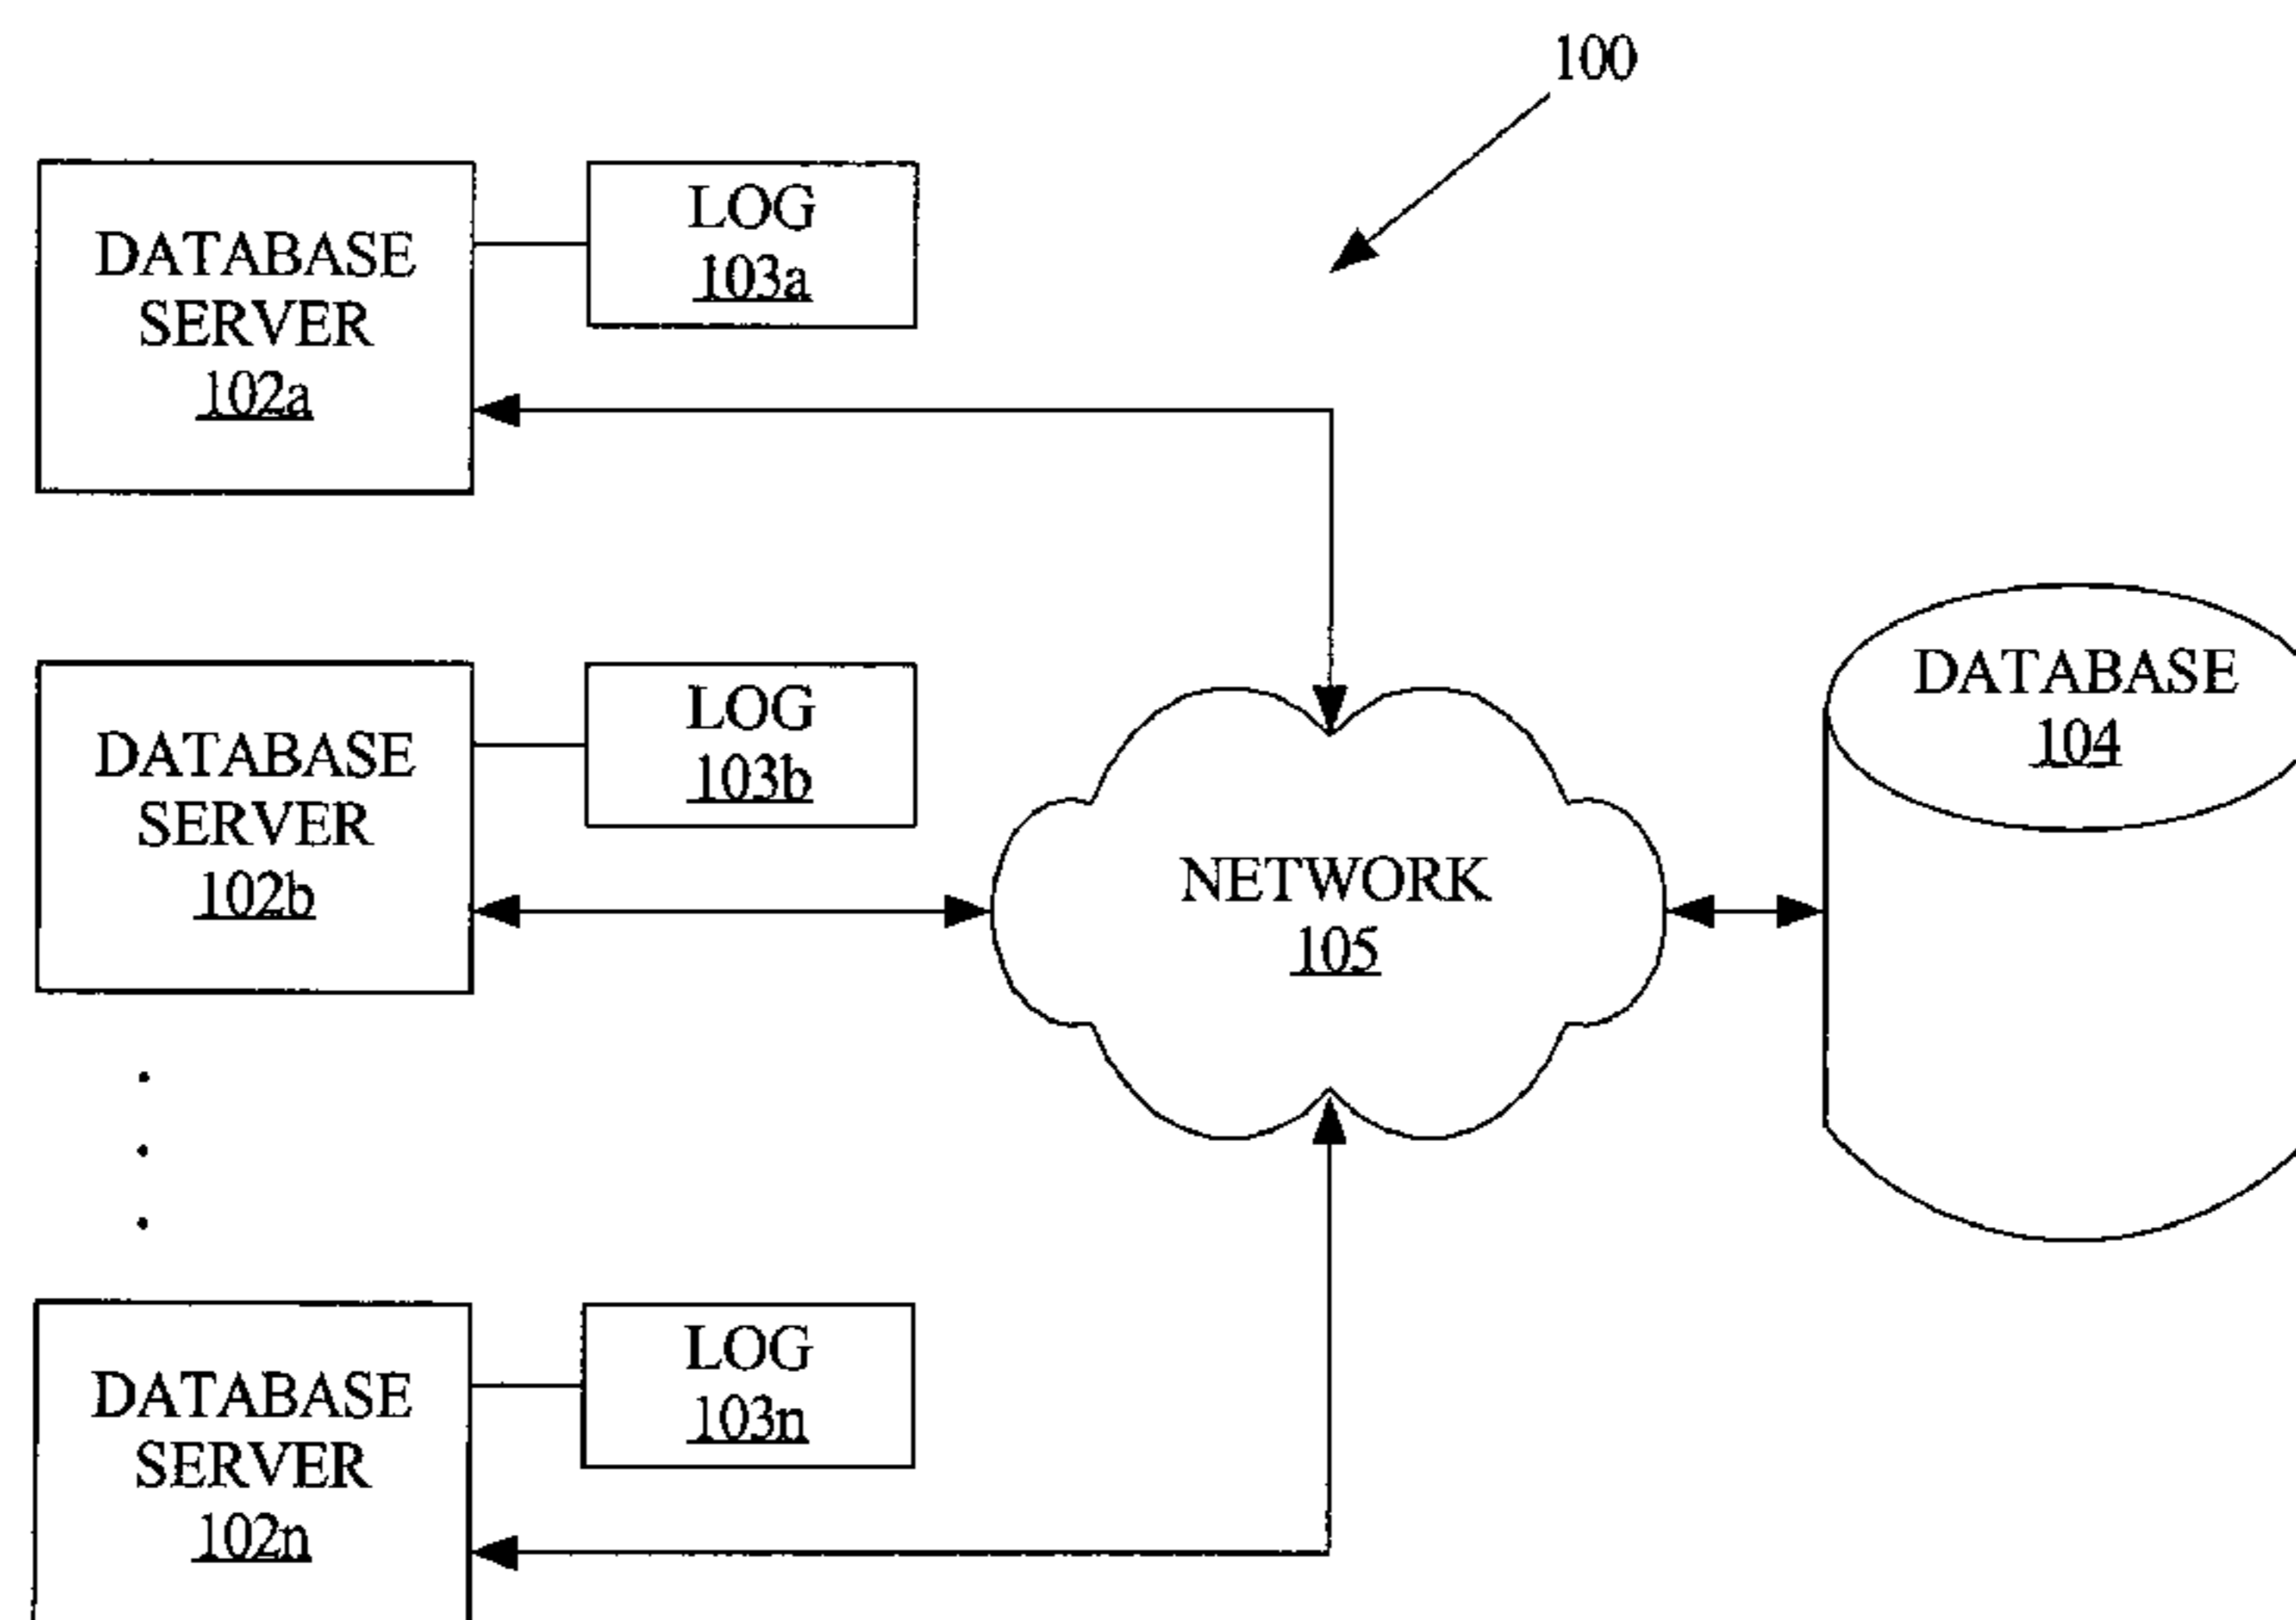 100
DATABASE
SERVER
102a
LOG
103a
DATABASE
SERVER
102b
LOG
103b
NETWORK
105
DATABASE
104
DATABASE
SERVER
102n
LOG
103n